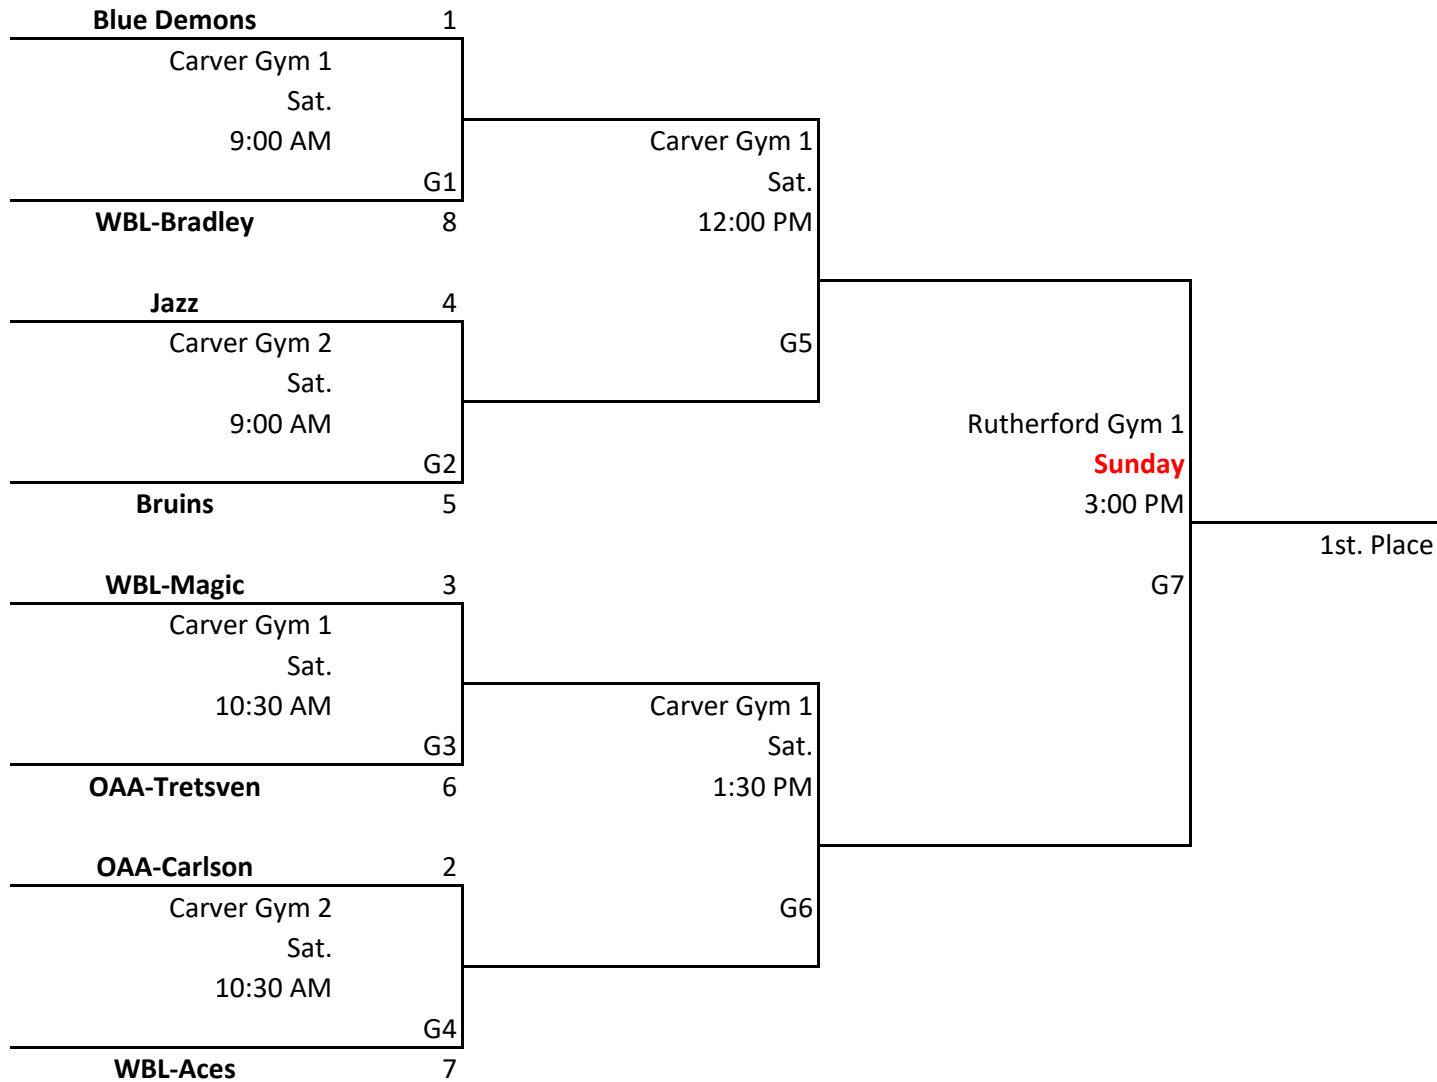 Blue Demons 1
Carver Gym 1
Sat.
9:00 AM
G1
WBL-Bradley 8
Jazz 4
Carver Gym 2
Sat.
9:00 AM
G2
Bruins 5
WBL-Magic 3
Carver Gym 1
Sat.
10:30 AM
G3
OAA-Tretsven 6
OAA-Carlson 2
Carver Gym 2
Sat.
10:30 AM
G4
WBL-Aces 7
Carver Gym 1
Sat.
12:00 PM
G5
Carver Gym 1
Sat.
1:30 PM
G6
Rutherford Gym 1
Sunday
3:00 PM
G7
1st. Place